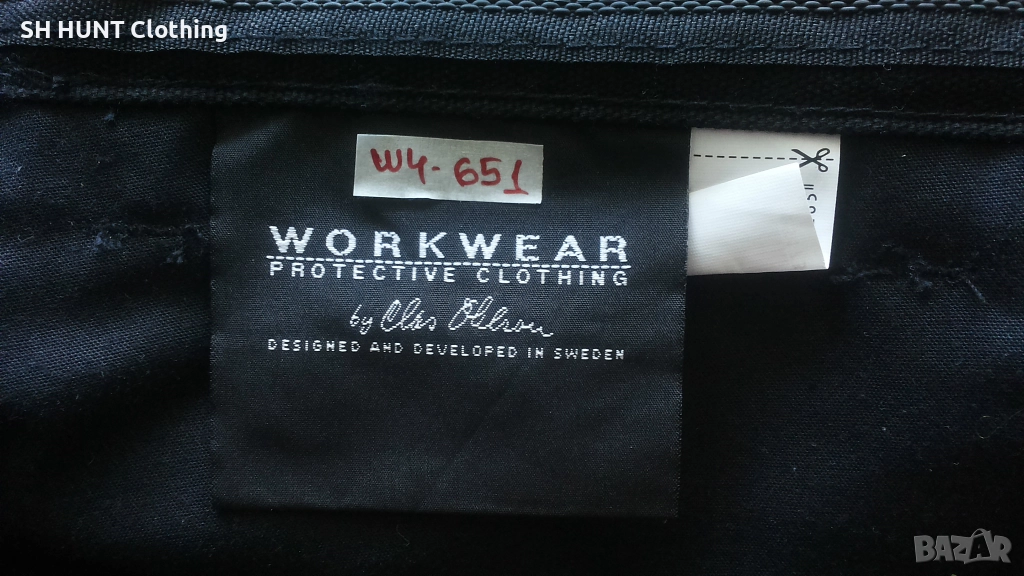 SH HUNT Clothing
W4-651
WORKWEAR
PROTECTIVE CLOTHING
by Clas Ohlson
DESIGNED AND DEVELOPED IN SWEDEN
BAZAR